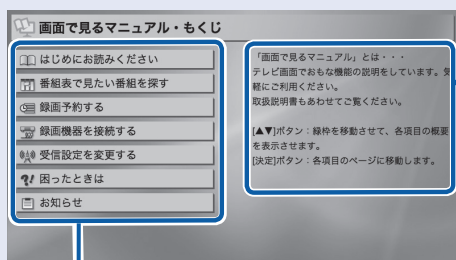 画面で見るマニュアル・もくじ
はじめにお読みください
番組表で見たい番組を探す
録画予約する
録画機器を接続する
受信設定を変更する
困ったときは
お知らせ
「画面で見るマニュアル」とは・・・
テレビ画面でおもな機能の説明をしています。気
軽にご利用ください。
取扱説明書もあわせてご覧ください。
[▲▼]ボタン：緑枠を移動させて、各項目の概要
を表示させます。
[決定]ボタン：各項目のページに移動します。